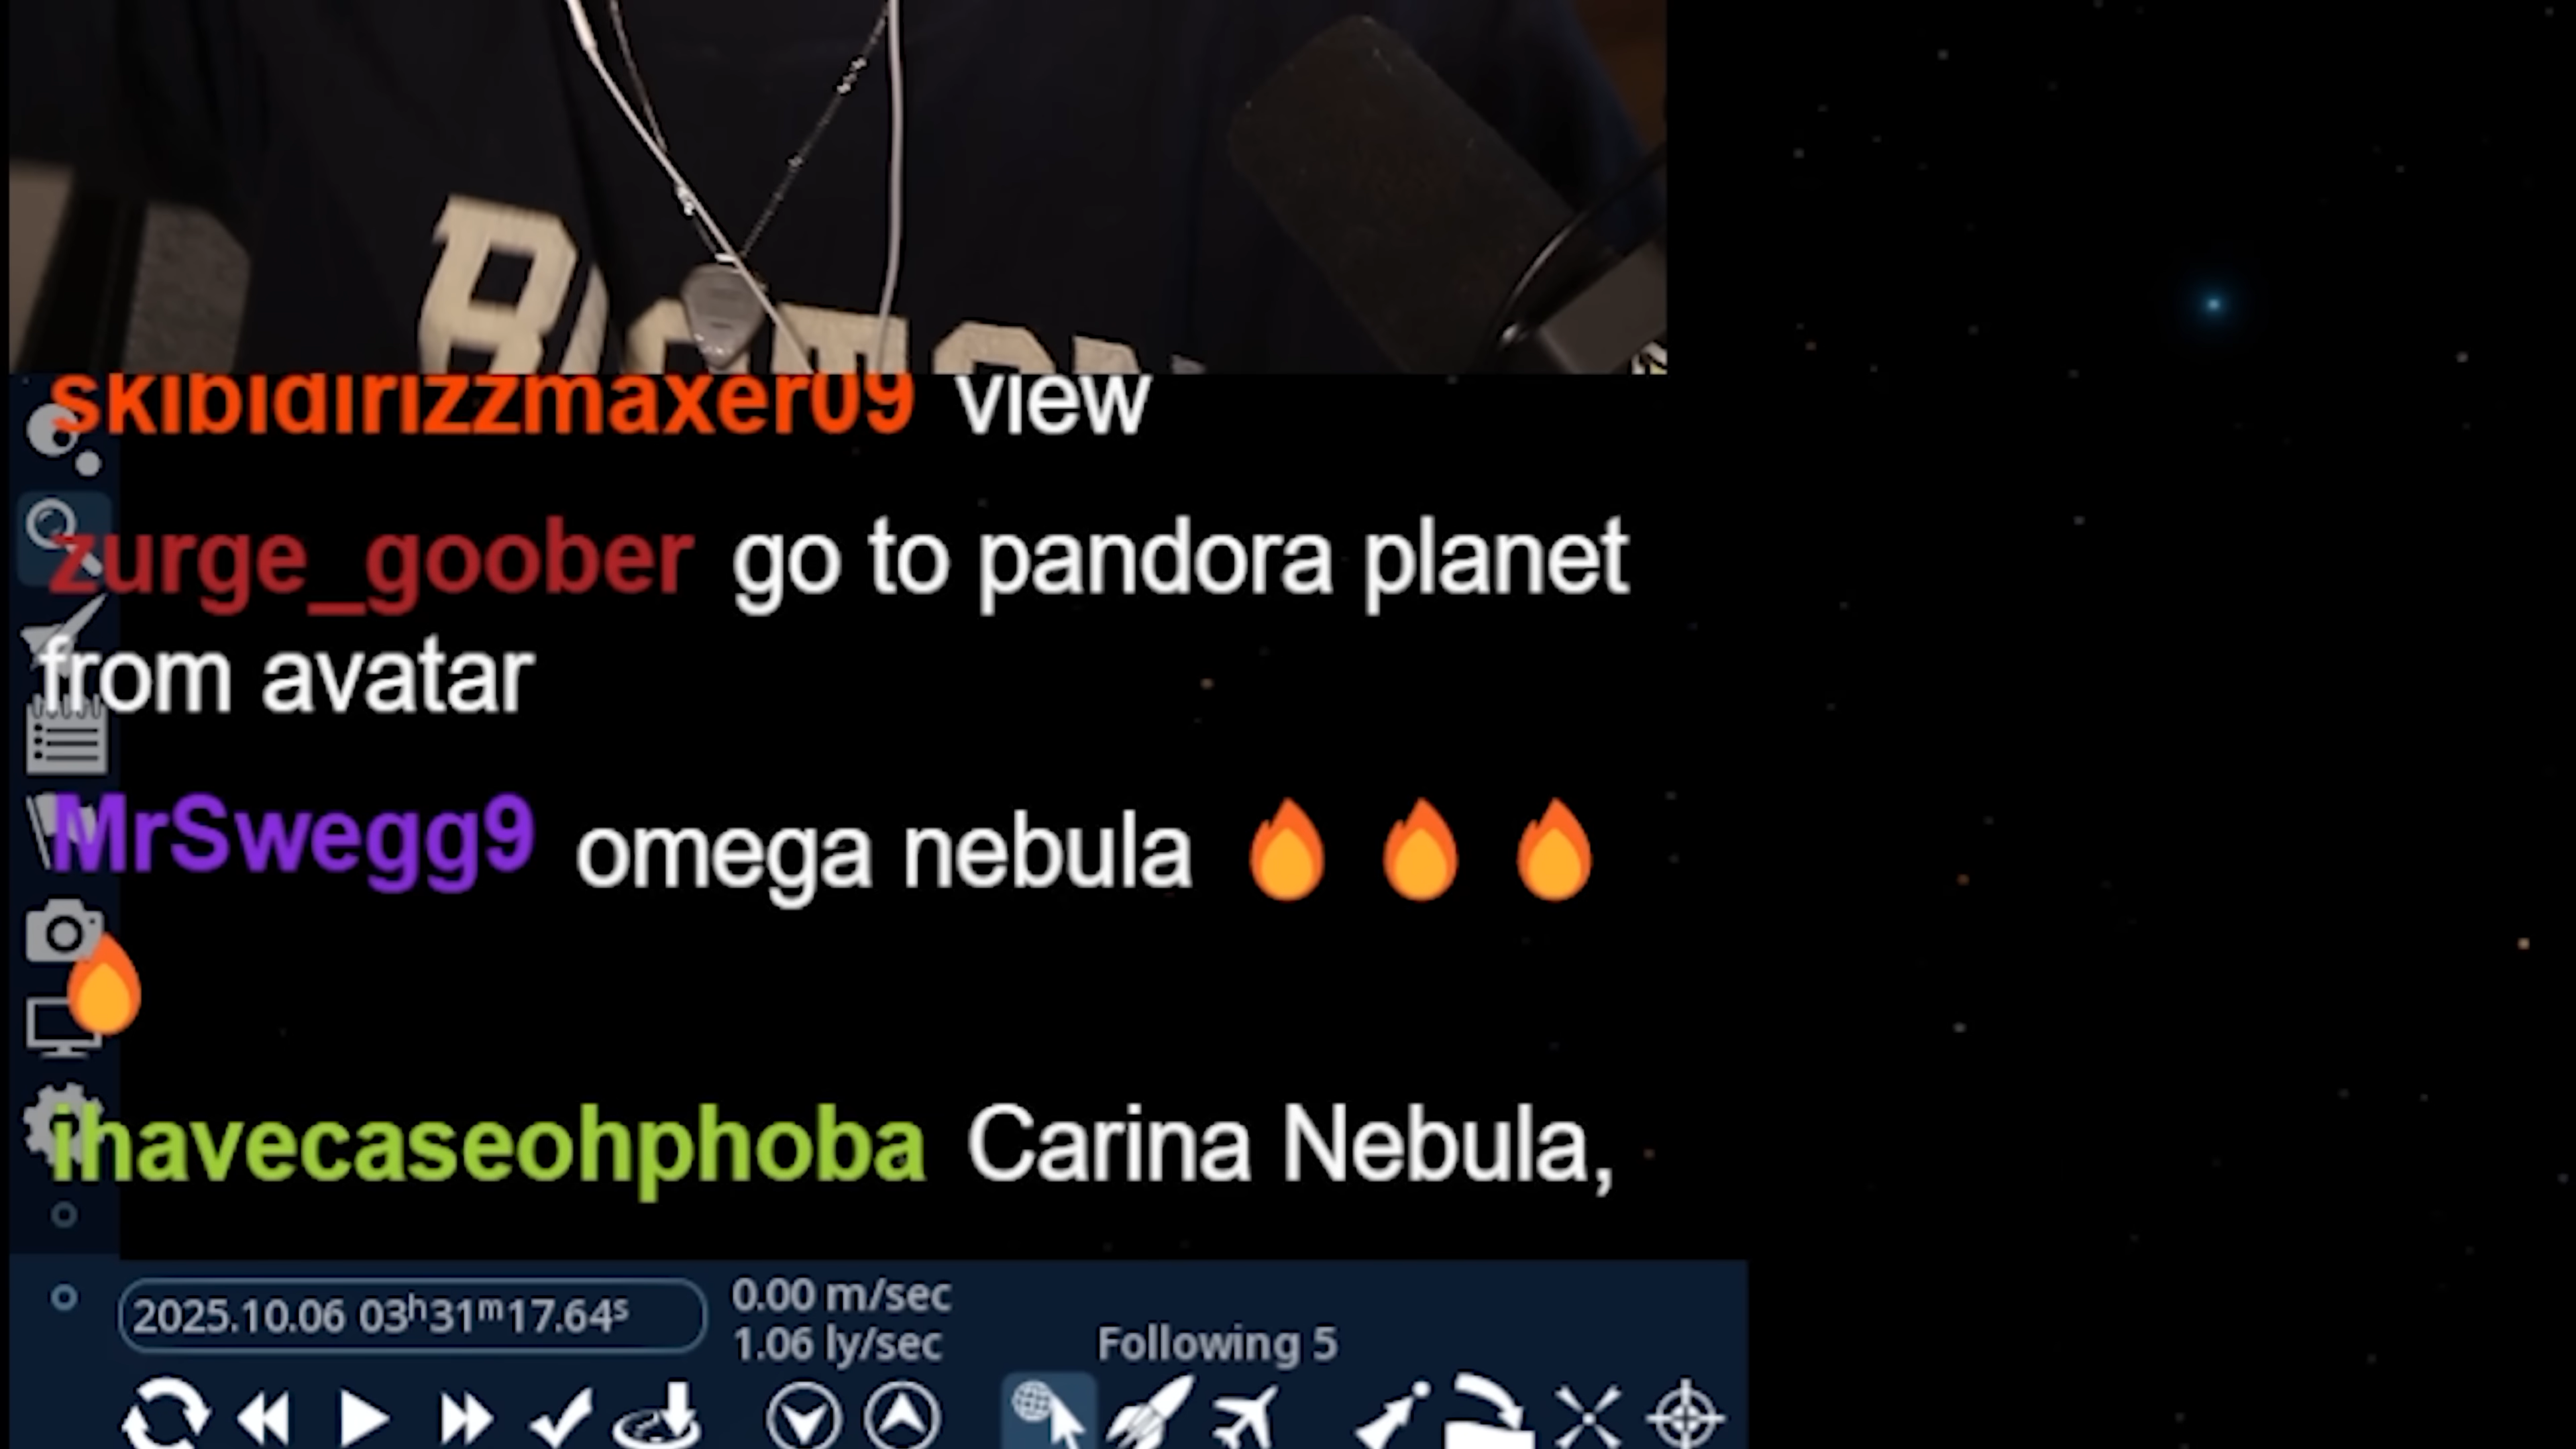 skibidirizzmaxer09 view
zurge_goober go to pandora planet
from avatar
MrSwegg9 omega nebula 🔥 🔥 🔥
🔥
ihavecaseohphoba Carina Nebula,
2025.10.06 03ʰ31ᵐ17.64ˢ
0.00 m/sec
1.06 ly/sec
Following 5